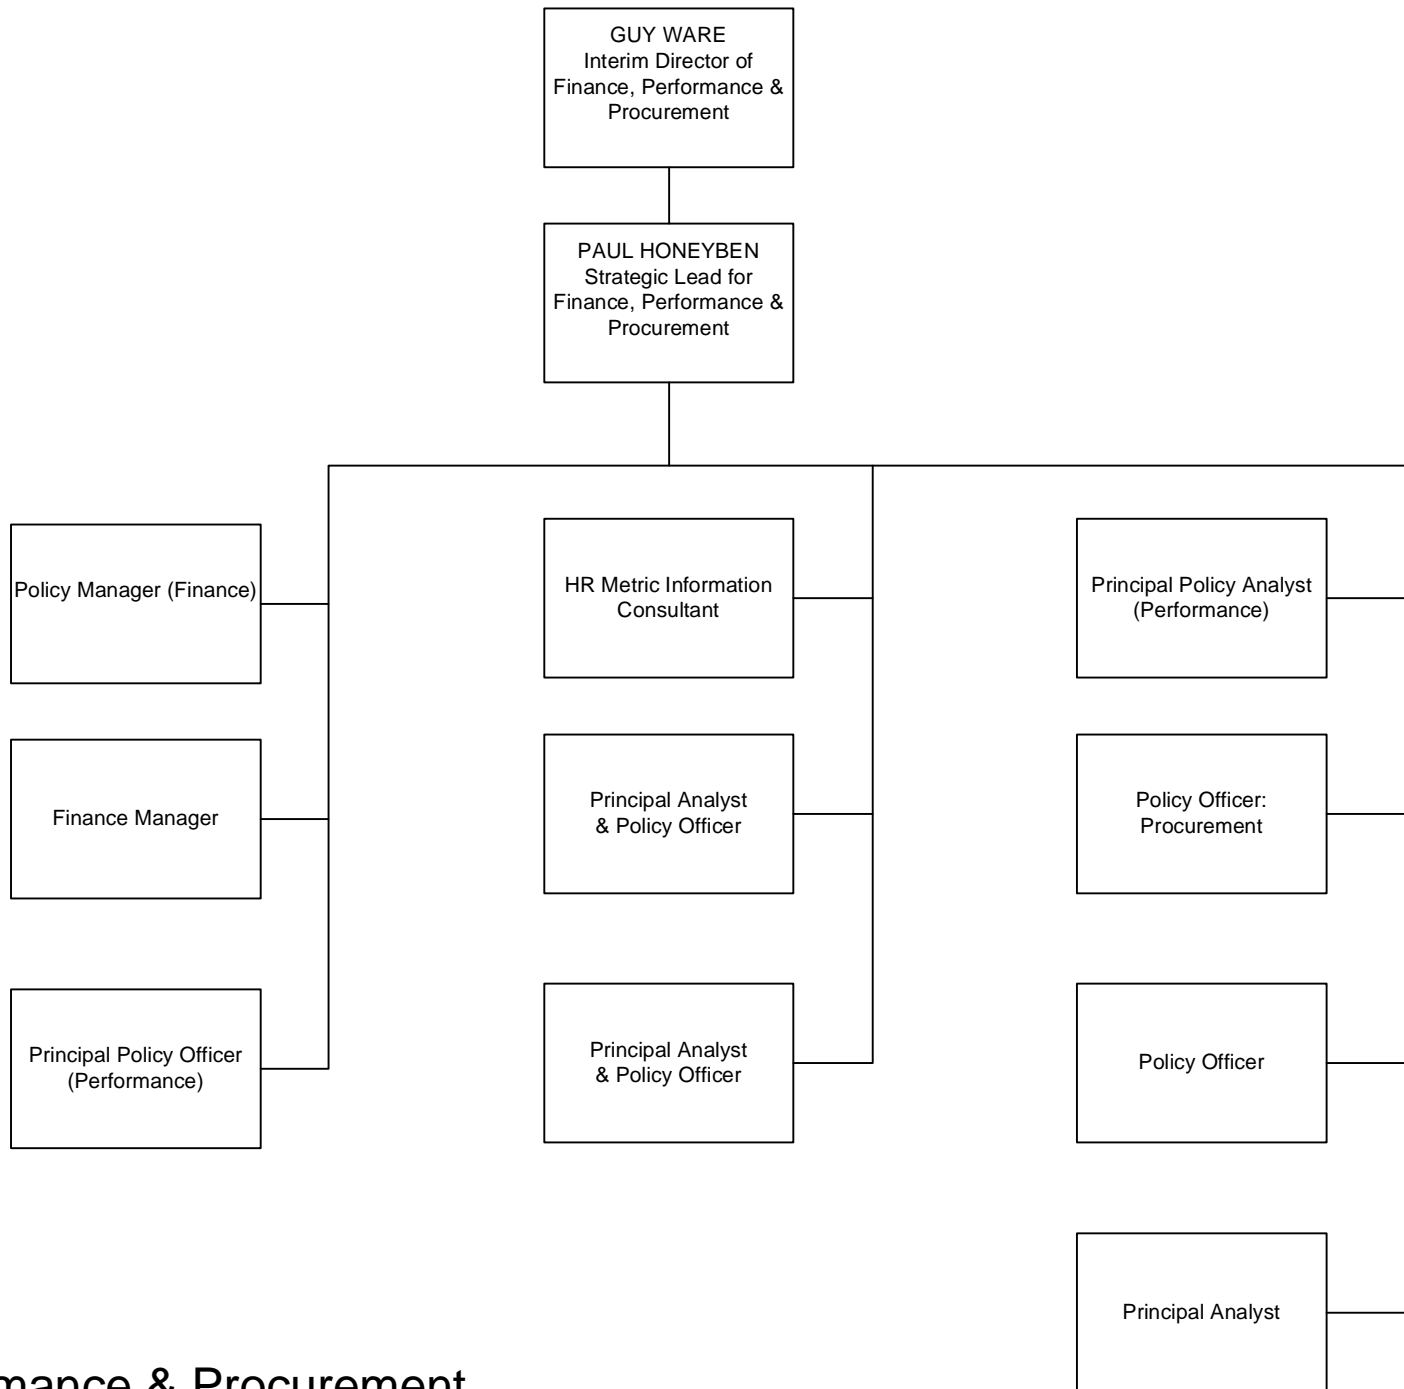 GUY WARE
Interim Director of
Finance, Performance &
Procurement
PAUL HONEYBEN
Strategic Lead for
Finance, Performance &
Procurement
Policy Manager (Finance)
HR Metric Information
Consultant
Principal Policy Analyst
(Performance)
Finance Manager
Principal Analyst
& Policy Officer
Policy Officer:
Procurement
Principal Policy Officer
(Performance)
Principal Analyst
& Policy Officer
Policy Officer
Principal Analyst
mance & Procurement